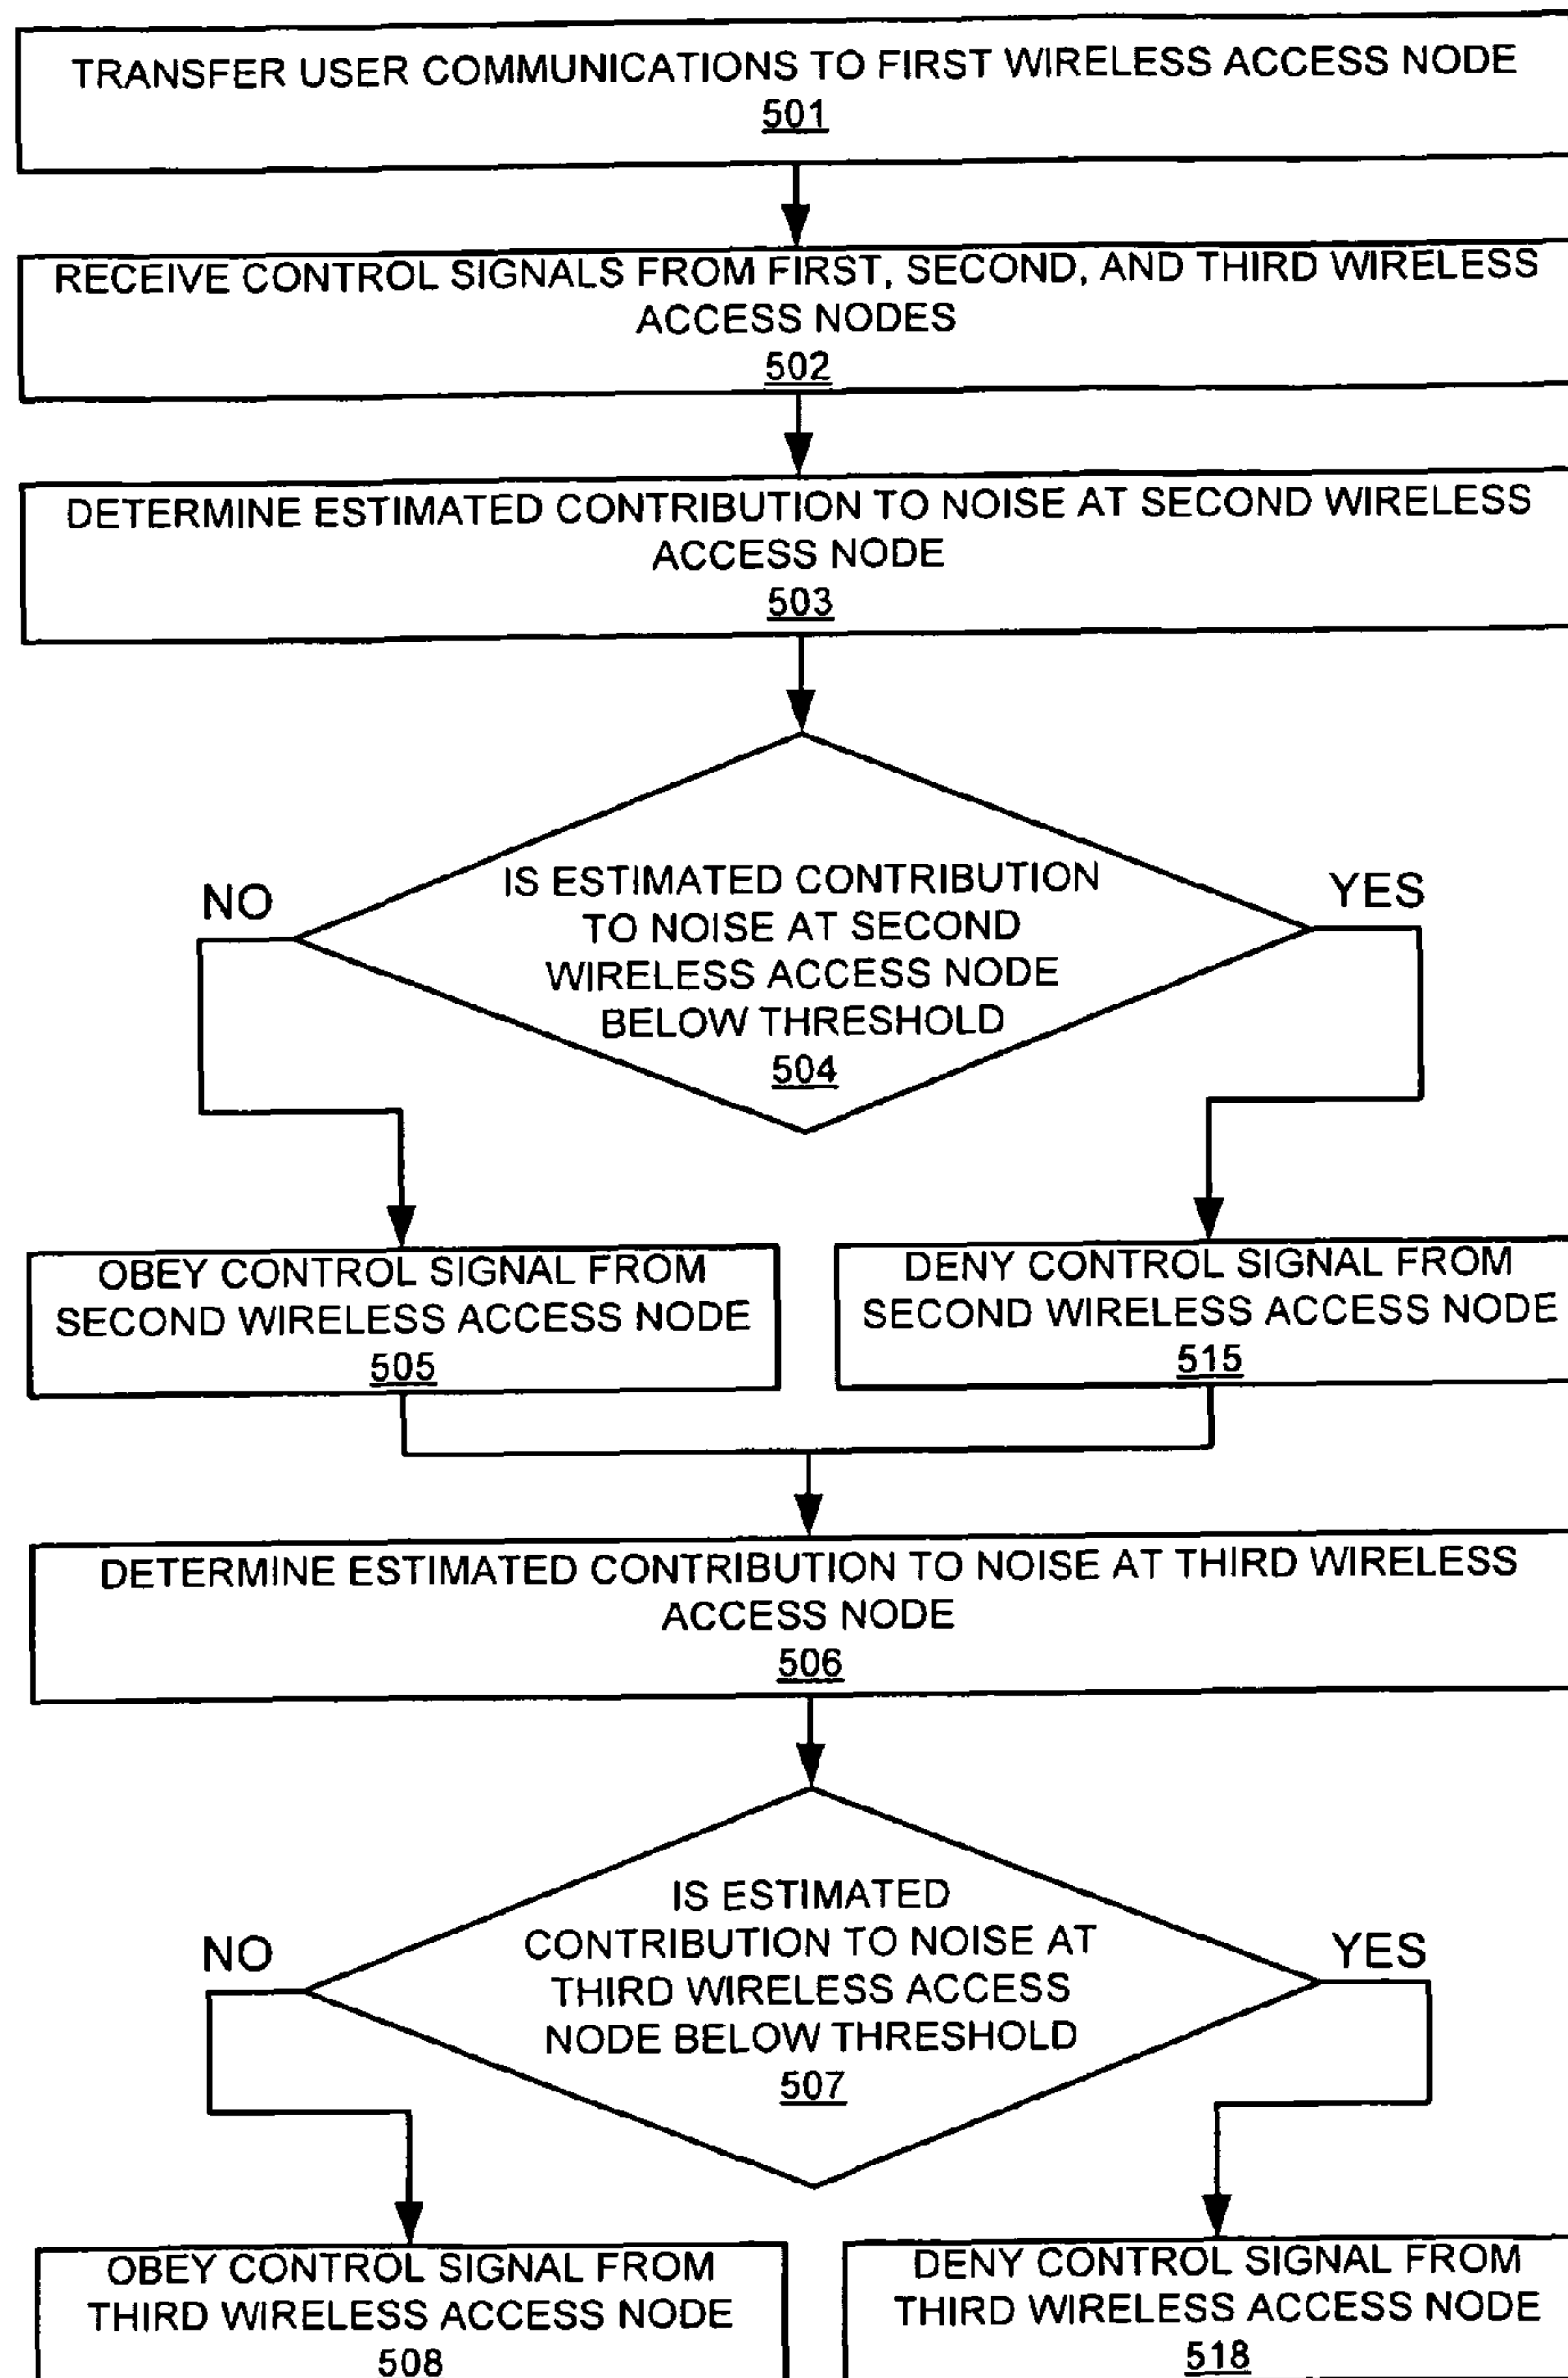 TRANSFER USER COMMUNICATIONS TO FIRST WIRELESS ACCESS NODE
501
RECEIVE CONTROL SIGNALS FROM FIRST, SECOND, AND THIRD WIRELESS
ACCESS NODES
502
DETERMINE ESTIMATED CONTRIBUTION TO NOISE AT SECOND WIRELESS
ACCESS NODE
503
IS ESTIMATED CONTRIBUTION
TO NOISE AT SECOND
WIRELESS ACCESS NODE
BELOW THRESHOLD
504
NO
YES
OBEY CONTROL SIGNAL FROM
SECOND WIRELESS ACCESS NODE
505
DENY CONTROL SIGNAL FROM
SECOND WIRELESS ACCESS NODE
515
DETERMINE ESTIMATED CONTRIBUTION TO NOISE AT THIRD WIRELESS
ACCESS NODE
506
IS ESTIMATED
CONTRIBUTION TO NOISE AT
THIRD WIRELESS ACCESS
NODE BELOW THRESHOLD
507
NO
YES
OBEY CONTROL SIGNAL FROM
THIRD WIRELESS ACCESS NODE
508
DENY CONTROL SIGNAL FROM
THIRD WIRELESS ACCESS NODE
518